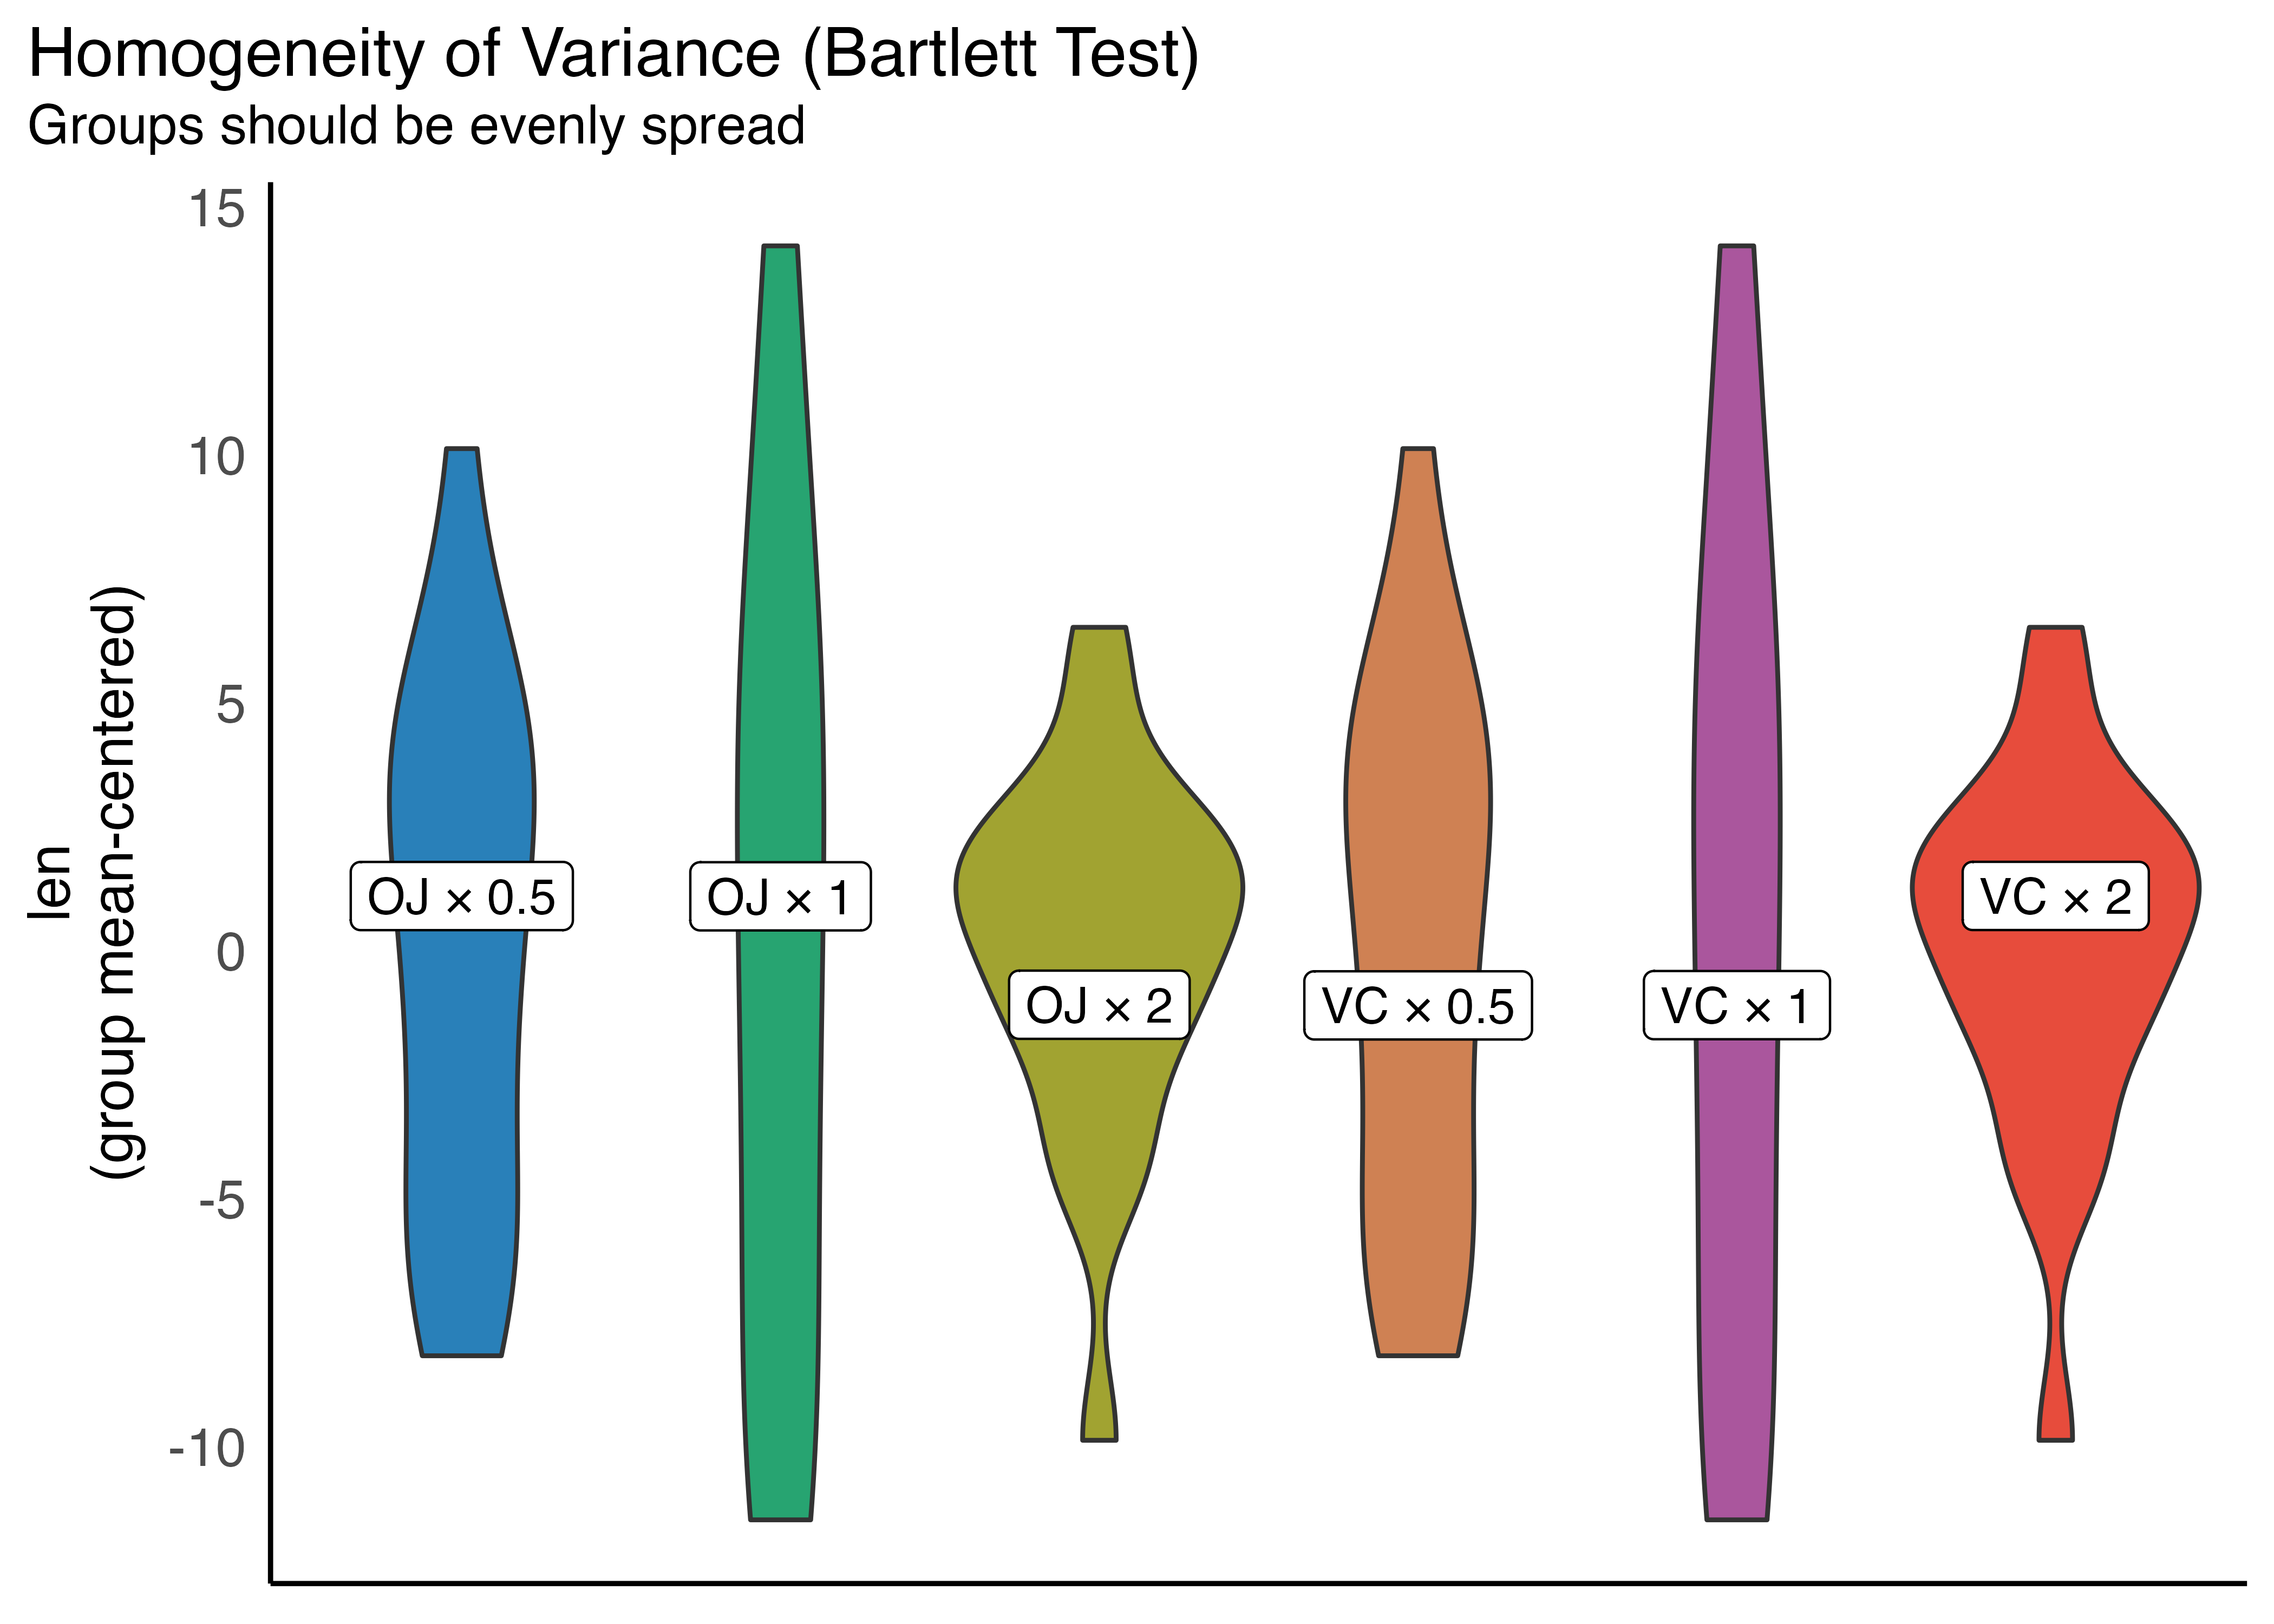 Homogeneity of Variance (Bartlett Test)
Groups should be evenly spread
15
10
5
0
-5
-10
len
(group mean-centered)
OJ × 0.5
OJ × 1
OJ × 2
VC × 0.5
VC × 1
VC × 2